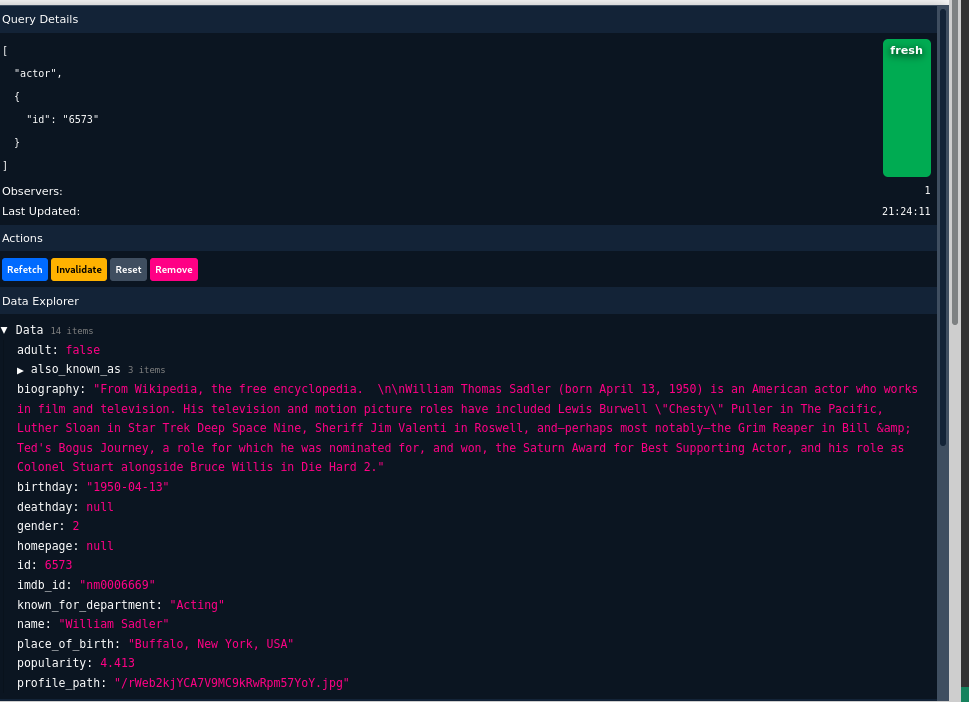 Query Details
[
"actor",
{
"id": "6573"
}
]
fresh
Observers: 1
Last Updated: 21:24:11
Actions
Refetch Invalidate Reset Remove
Data Explorer
▼ Data 14 items
adult: false
▶ also_known_as 3 items
biography: "From Wikipedia, the free encyclopedia.  \n\nWilliam Thomas Sadler (born April 13, 1950) is an American actor who works
in film and television. His television and motion picture roles have included Lewis Burwell \"Chesty\" Puller in The Pacific,
Luther Sloan in Star Trek Deep Space Nine, Sheriff Jim Valenti in Roswell, and—perhaps most notably—the Grim Reaper in Bill &amp;
Ted's Bogus Journey, a role for which he was nominated for, and won, the Saturn Award for Best Supporting Actor, and his role as
Colonel Stuart alongside Bruce Willis in Die Hard 2."
birthday: "1950-04-13"
deathday: null
gender: 2
homepage: null
id: 6573
imdb_id: "nm0006669"
known_for_department: "Acting"
name: "William Sadler"
place_of_birth: "Buffalo, New York, USA"
popularity: 4.413
profile_path: "/rWeb2kjYCA7V9MC9kRwRpm57YoY.jpg"